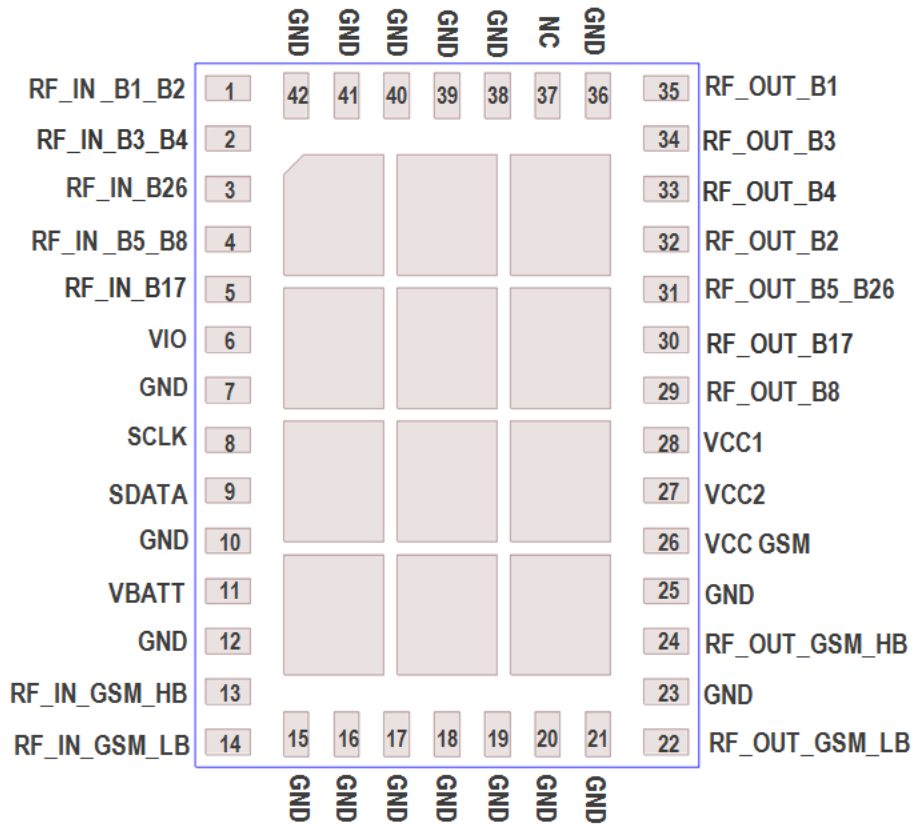 GND GND GND GND GND NC GND
42 41 40 39 38 37 36
RF_IN _B1_B2 1 35 RF_OUT_B1
RF_IN_B3_B4 2 34 RF_OUT_B3
RF_IN_B26 3 33 RF_OUT_B4
RF_IN _B5_B8 4 32 RF_OUT_B2
RF_IN_B17 5 31 RF_OUT_B5_B26
VIO 6 30 RF_OUT_B17
GND 7 29 RF_OUT_B8
SCLK 8 28 VCC1
SDATA 9 27 VCC2
GND 10 26 VCC GSM
VBATT 11 25 GND
GND 12 24 RF_OUT_GSM_HB
RF_IN_GSM_HB 13 23 GND
RF_IN_GSM_LB 14 22 RF_OUT_GSM_LB
15 16 17 18 19 20 21
GND GND GND GND GND GND GND